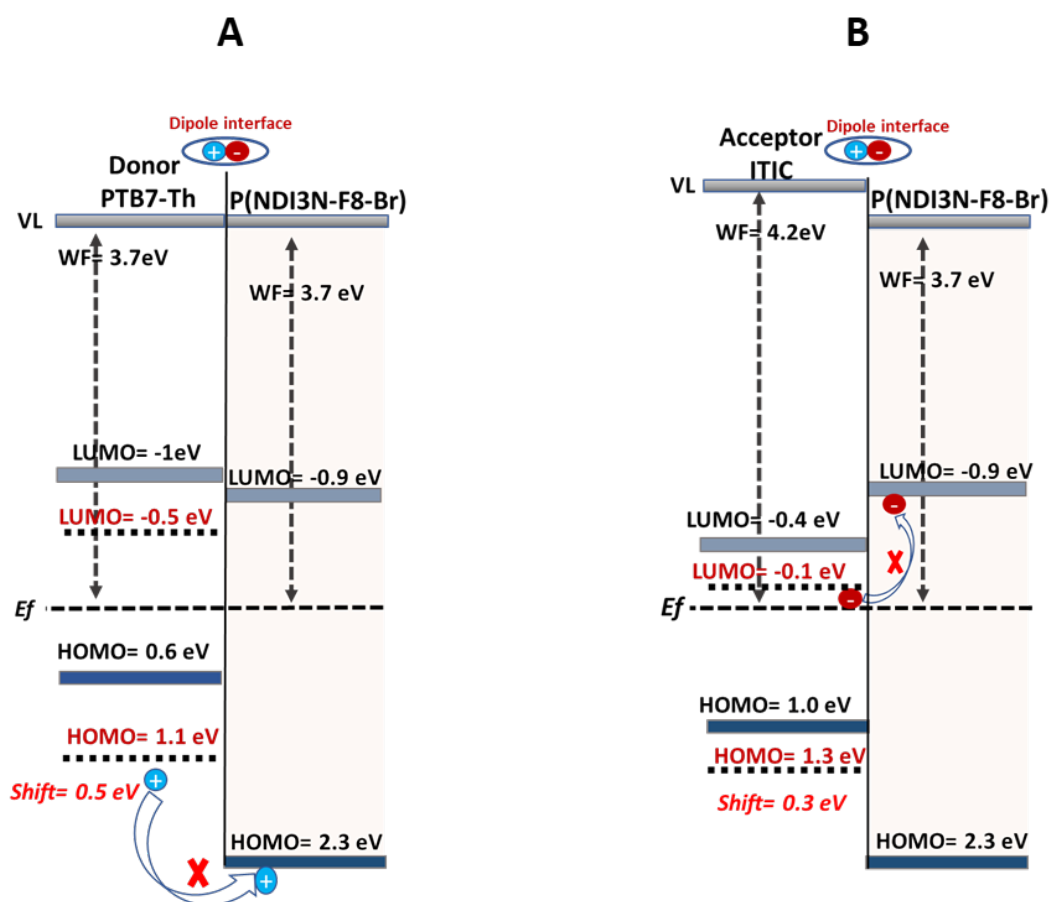 A
Dipole interface
+ -
Donor
PTB7-Th
P(NDI3N-F8-Br)
VL
WF= 3.7eV
WF= 3.7 eV
LUMO= -1eV
LUMO= -0.9 eV
LUMO= -0.5 eV
Ef
HOMO= 0.6 eV
HOMO= 1.1 eV
+
Shift= 0.5 eV
X
HOMO= 2.3 eV
+
B
Dipole interface
+ -
Acceptor
ITIC
P(NDI3N-F8-Br)
VL
WF= 4.2eV
WF= 3.7 eV
LUMO= -0.9 eV
-
LUMO= -0.4 eV
X
LUMO= -0.1 eV
-
Ef
HOMO= 1.0 eV
HOMO= 1.3 eV
Shift= 0.3 eV
HOMO= 2.3 eV